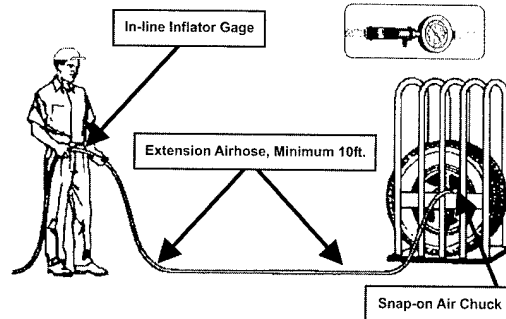 In-line Inflator Gage
Extension Airhose, Minimum 10ft.
Snap-on Air Chuck